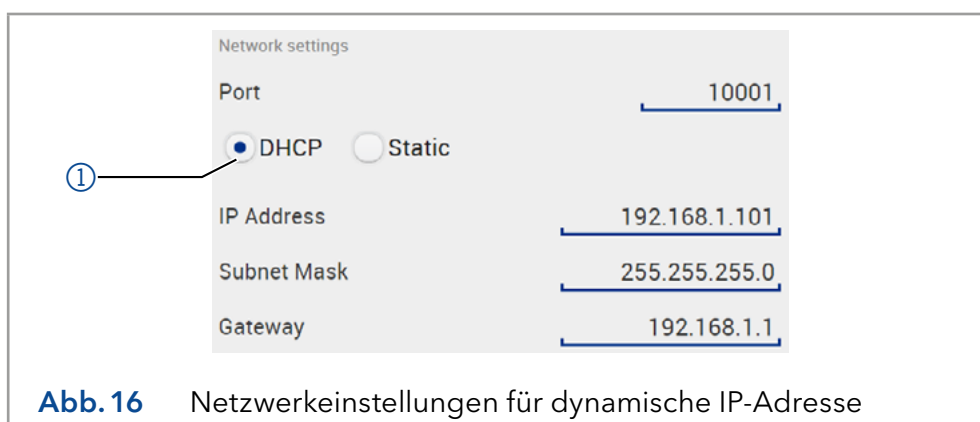 Network settings
Port 10001
DHCP Static
①
IP Address 192.168.1.101
Subnet Mask 255.255.255.0
Gateway 192.168.1.1
Abb. 16 Netzwerkeinstellungen für dynamische IP-Adresse